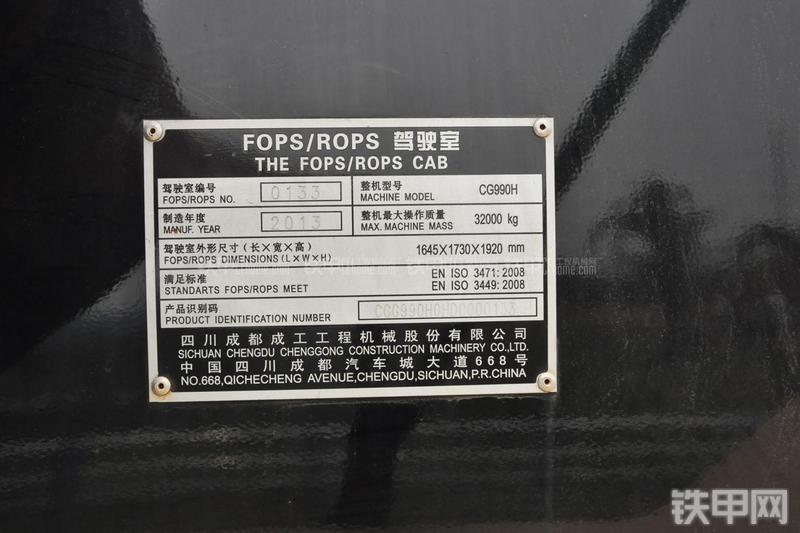 FOPS/ROPS 驾驶室
THE FOPS/ROPS CAB
驾驶室编号 0133 整机型号 CG990H
FOPS/ROPS NO. MACHINE MODEL
制造年度 2013 整机最大操作质量 32000 kg
MANUF. YEAR MAX. MACHINE MASS
驾驶室外形尺寸(长×宽×高) 1645×1730×1920 mm
FOPS/ROPS DIMENSIONS(L×W×H)
满足标准 EN ISO 3471: 2008
STANDARTS FOPS/ROPS MEET EN ISO 3449: 2008
产品识别码
PRODUCT IDENTIFICATION NUMBER
四川成都成工工程机械股份有限公司
SICHUAN CHENGDU CHENGGONG CONSTRUCTION MACHINERY CO.,LTD.
中国四川成都汽车城大道668号
NO.668,QICHECHENG AVENUE,CHENGDU,SICHUAN,P.R.CHINA
铁甲网